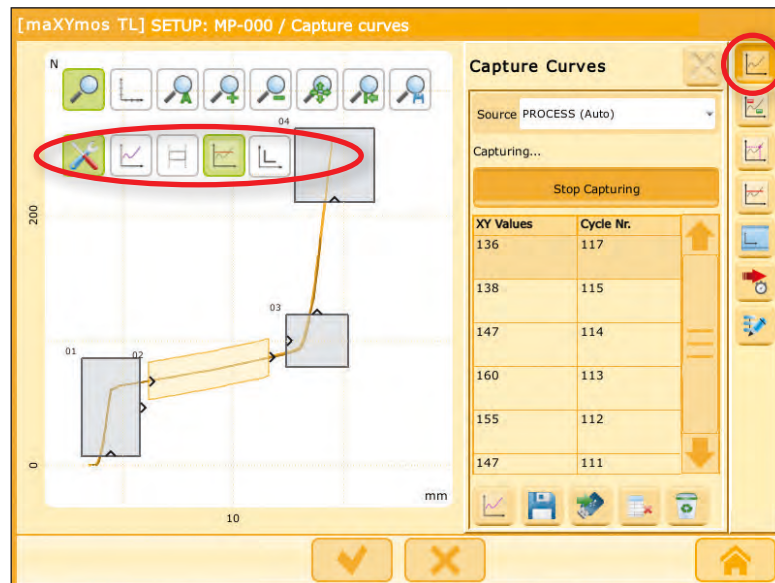 [maXYmos TL] SETUP: MP-000 / Capture curves
N
A
H
04
200
03
01
02
0
10
mm
Capture Curves
Source PROCESS (Auto)
Capturing...
Stop Capturing
XY Values Cycle Nr.
136 117
138 115
147 114
160 113
155 112
147 111